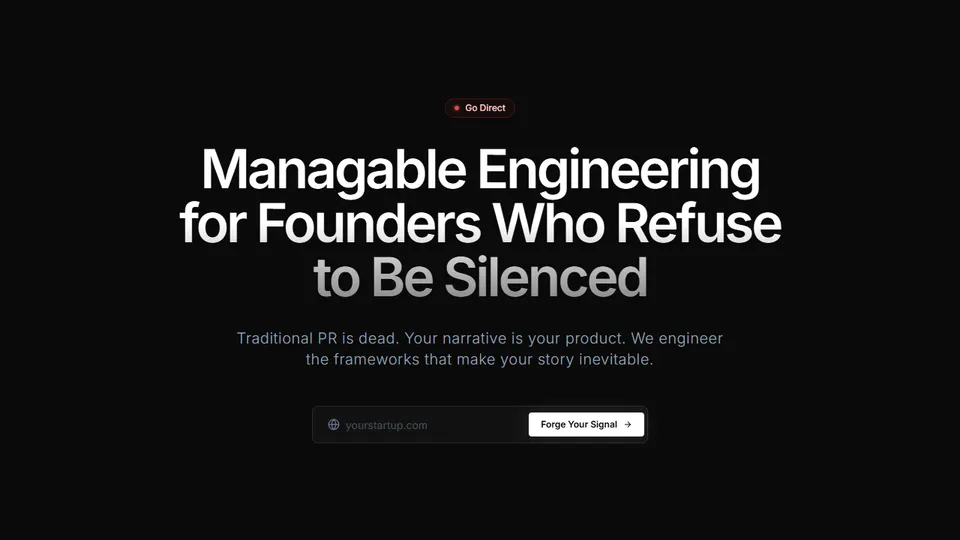 Go Direct
Managable Engineering
for Founders Who Refuse
to Be Silenced
Traditional PR is dead. Your narrative is your product. We engineer
the frameworks that make your story inevitable.
yourstartup.com
Forge Your Signal →